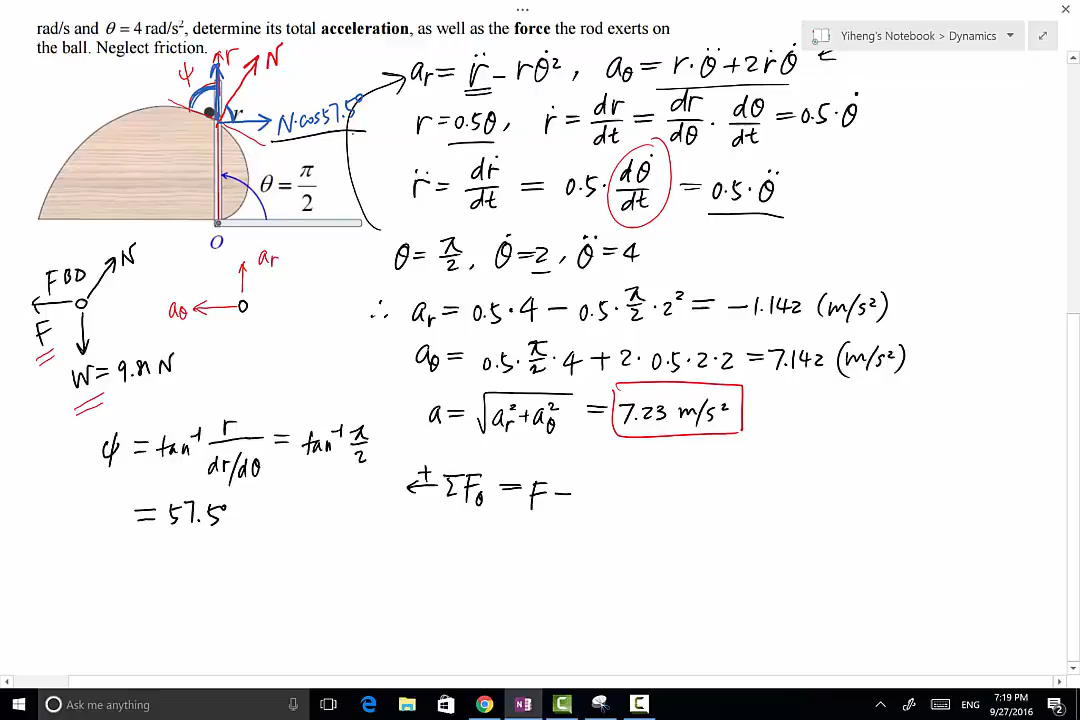 rad/s and θ̈ = 4 rad/s², determine its total acceleration, as well as the force the rod exerts on
the ball. Neglect friction.
Yiheng's Notebook > Dynamics
aᵣ = r̈ − rθ̇², a_θ = r·θ̈ + 2ṙθ̇
r = 0.5θ, ṙ = dr/dt = dr/dθ · dθ/dt = 0.5·θ̇
r̈ = dṙ/dt = 0.5·dθ̇/dt = 0.5·θ̈
θ = π/2, θ̇ = 2, θ̈ = 4
∴ aᵣ = 0.5·4 − 0.5·π/2·2² = −1.142 (m/s²)
a_θ = 0.5·π/2·4 + 2·0.5·2·2 = 7.142 (m/s²)
a = √(aᵣ² + a_θ²) = 7.23 m/s²
+← ΣF_θ = F −
ψ
r
N
r
N·cos57.5°
θ = π/2
O
FBD
N
F
W = 9.81 N
aᵣ
a_θ
ψ = tan⁻¹ r/(dr/dθ) = tan⁻¹ π/2
= 57.5°
Ask me anything
ENG
7:19 PM
9/27/2016
2